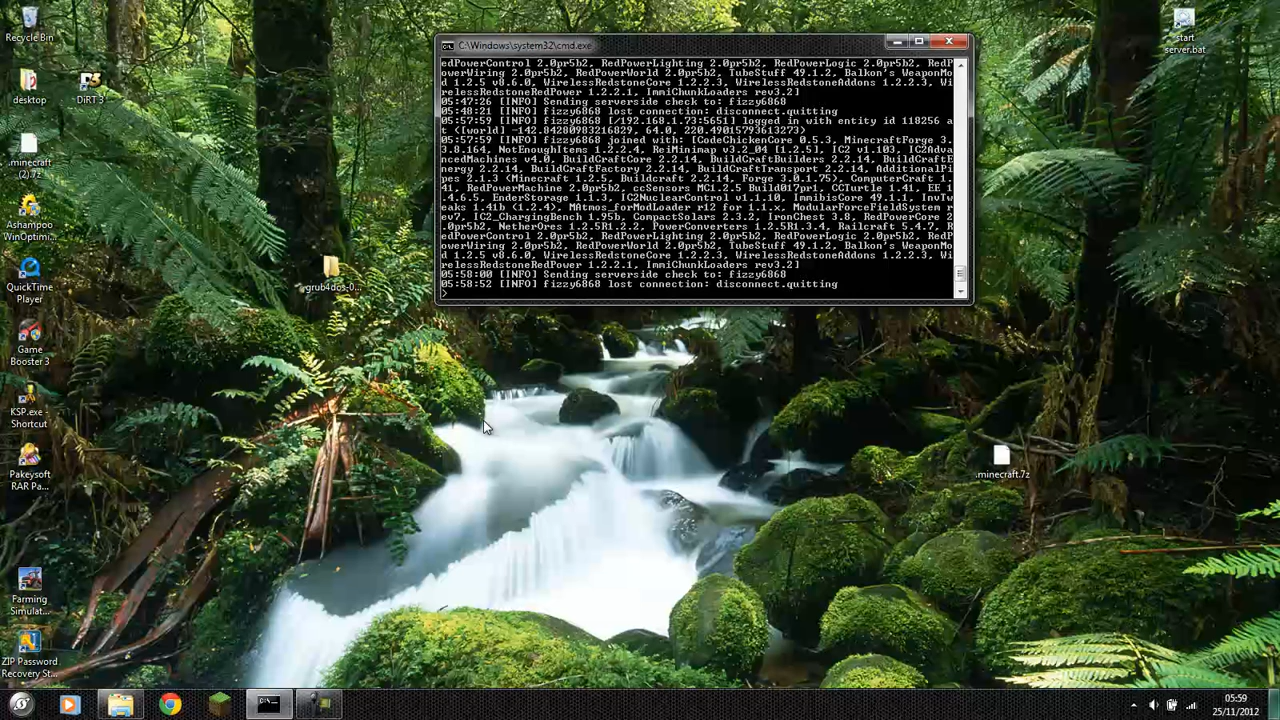 Recycle Bin
desktop
DiRT 3
.minecraft
(2).7z
Ashampoo
WinOptimi...
QuickTime
Player
grub4dos-0...
Game
Booster 3
KSP.exe -
Shortcut
Pakeysoft
RAR Pa...
Farming
Simulat...
ZIP Password
Recovery St...
start
server.bat
.minecraft.7z
C:\Windows\system32\cmd.exe
edPowerControl 2.0pr5b2, RedPowerLighting 2.0pr5b2, RedPowerLogic 2.0pr5b2, RedP
owerWiring 2.0pr5b2, RedPowerWorld 2.0pr5b2, TubeStuff 49.1.2, Balkon's WeaponMo
d 1.2.5 v8.6.0, WirelessRedstoneCore 1.2.2.3, WirelessRedstoneAddons 1.2.2.3, Wi
relessRedstoneRedPower 1.2.2.1, ImmiChunkLoaders rev3.2]
05:47:26 [INFO] Sending serverside check to: fizzy6868
05:48:21 [INFO] fizzy6868 lost connection: disconnect.quitting
05:57:59 [INFO] fizzy6868 [/192.168.1.73:5651] logged in with entity id 118256 a
t ([world] -142.84280983216829, 64.0, 220.49015793613273)
05:57:59 [INFO] fizzy6868 joined with: [CodeChickenCore 0.5.3, MinecraftForge 3.
3.8.164, NotEnoughItems 1.2.2.4, ReiMinimap v3.2_04 [1.2.5], IC2 v1.103, IC2Adva
ncedMachines v4.0, BuildCraftCore 2.2.14, BuildCraftBuilders 2.2.14, BuildCraftE
nergy 2.2.14, BuildCraftFactory 2.2.14, BuildCraftTransport 2.2.14, AdditionalPi
pes 2.1.3 (Minecraft 1.2.5, Buildcraft 2.2.14, Forge 3.0.1.75), ComputerCraft 1.
41, RedPowerMachine 2.0pr5b2, ccSensors MC1.2.5 Build017pr1, CCTurtle 1.41, EE 1
.4.6.5, EnderStorage 1.1.3, IC2NuclearControl v1.1.10, ImmibisCore 49.1.1, InvTw
eaks 1.41b (1.2.4), MAtmos_forModLoader r12 for 1.1.x, ModularForceFieldSystem r
ev7, IC2_ChargingBench 1.95b, CompactSolars 2.3.2, IronChest 3.8, RedPowerCore 2
.0pr5b2, NetherOres 1.2.5R1.2.2, PowerConverters 1.2.5R1.3.4, Railcraft 5.4.7, R
edPowerControl 2.0pr5b2, RedPowerLighting 2.0pr5b2, RedPowerLogic 2.0pr5b2, RedP
owerWiring 2.0pr5b2, RedPowerWorld 2.0pr5b2, TubeStuff 49.1.2, Balkon's WeaponMo
d 1.2.5 v8.6.0, WirelessRedstoneCore 1.2.2.3, WirelessRedstoneAddons 1.2.2.3, Wi
relessRedstoneRedPower 1.2.2.1, ImmiChunkLoaders rev3.2]
05:58:00 [INFO] Sending serverside check to: fizzy6868
05:58:52 [INFO] fizzy6868 lost connection: disconnect.quitting
05:59
25/11/2012